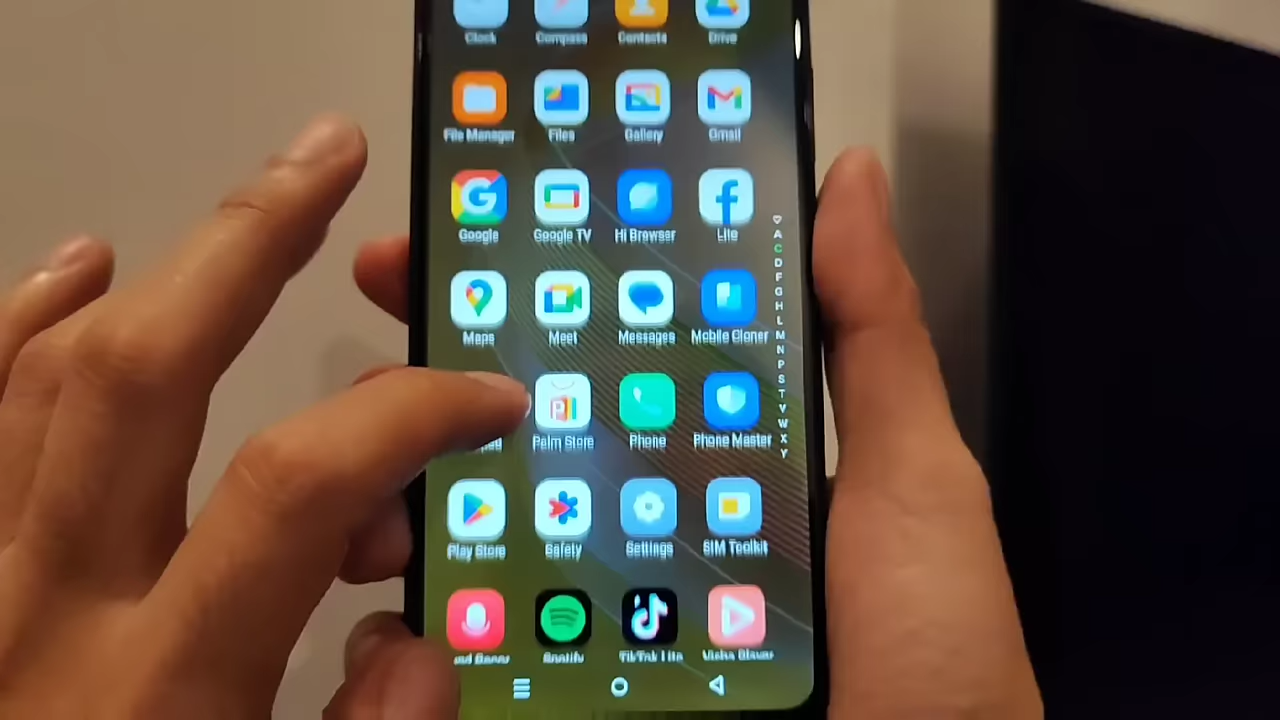 Clock Compass Contacts Drive
File Manager Files Gallery Gmail
Google Google TV Hi Browser Lite
Maps Meet Messages Mobile Cloner
Palm Store Phone Phone Master
Play Store Safety Settings SIM Toolkit
Spotify TikTok Lite Visha Player
A
C
D
F
G
H
L
M
N
P
S
T
V
W
X
Y